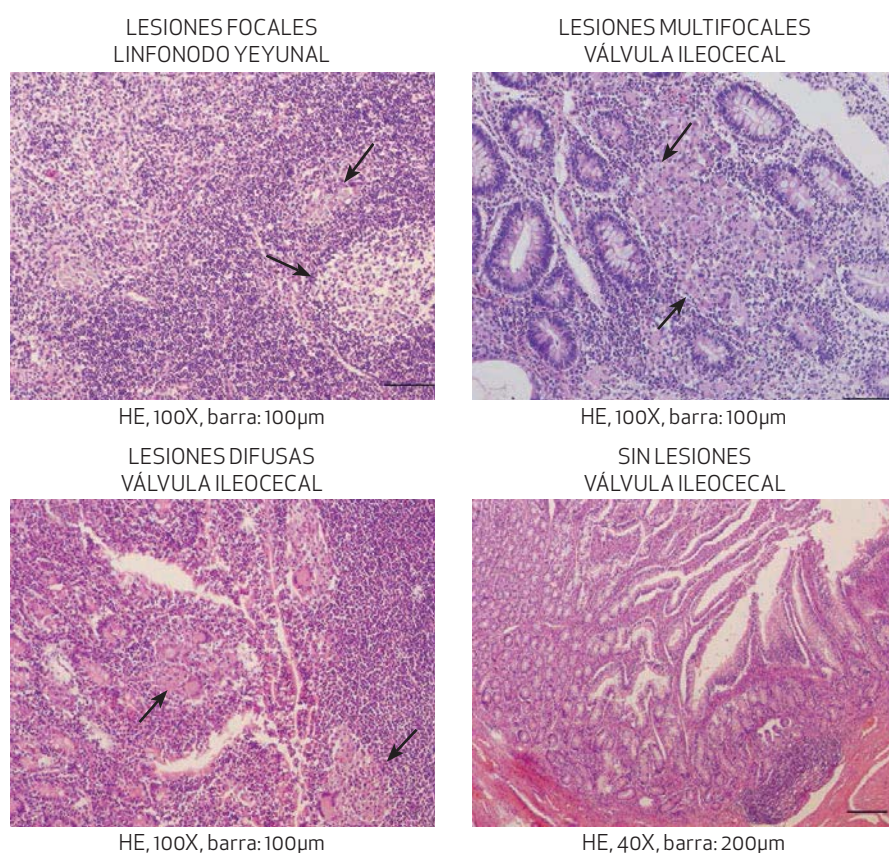 LESIONES FOCALES
LINFONODO YEYUNAL
HE, 100X, barra: 100µm
LESIONES MULTIFOCALES
VÁLVULA ILEOCECAL
HE, 100X, barra: 100µm
LESIONES DIFUSAS
VÁLVULA ILEOCECAL
HE, 100X, barra: 100µm
SIN LESIONES
VÁLVULA ILEOCECAL
HE, 40X, barra: 200µm